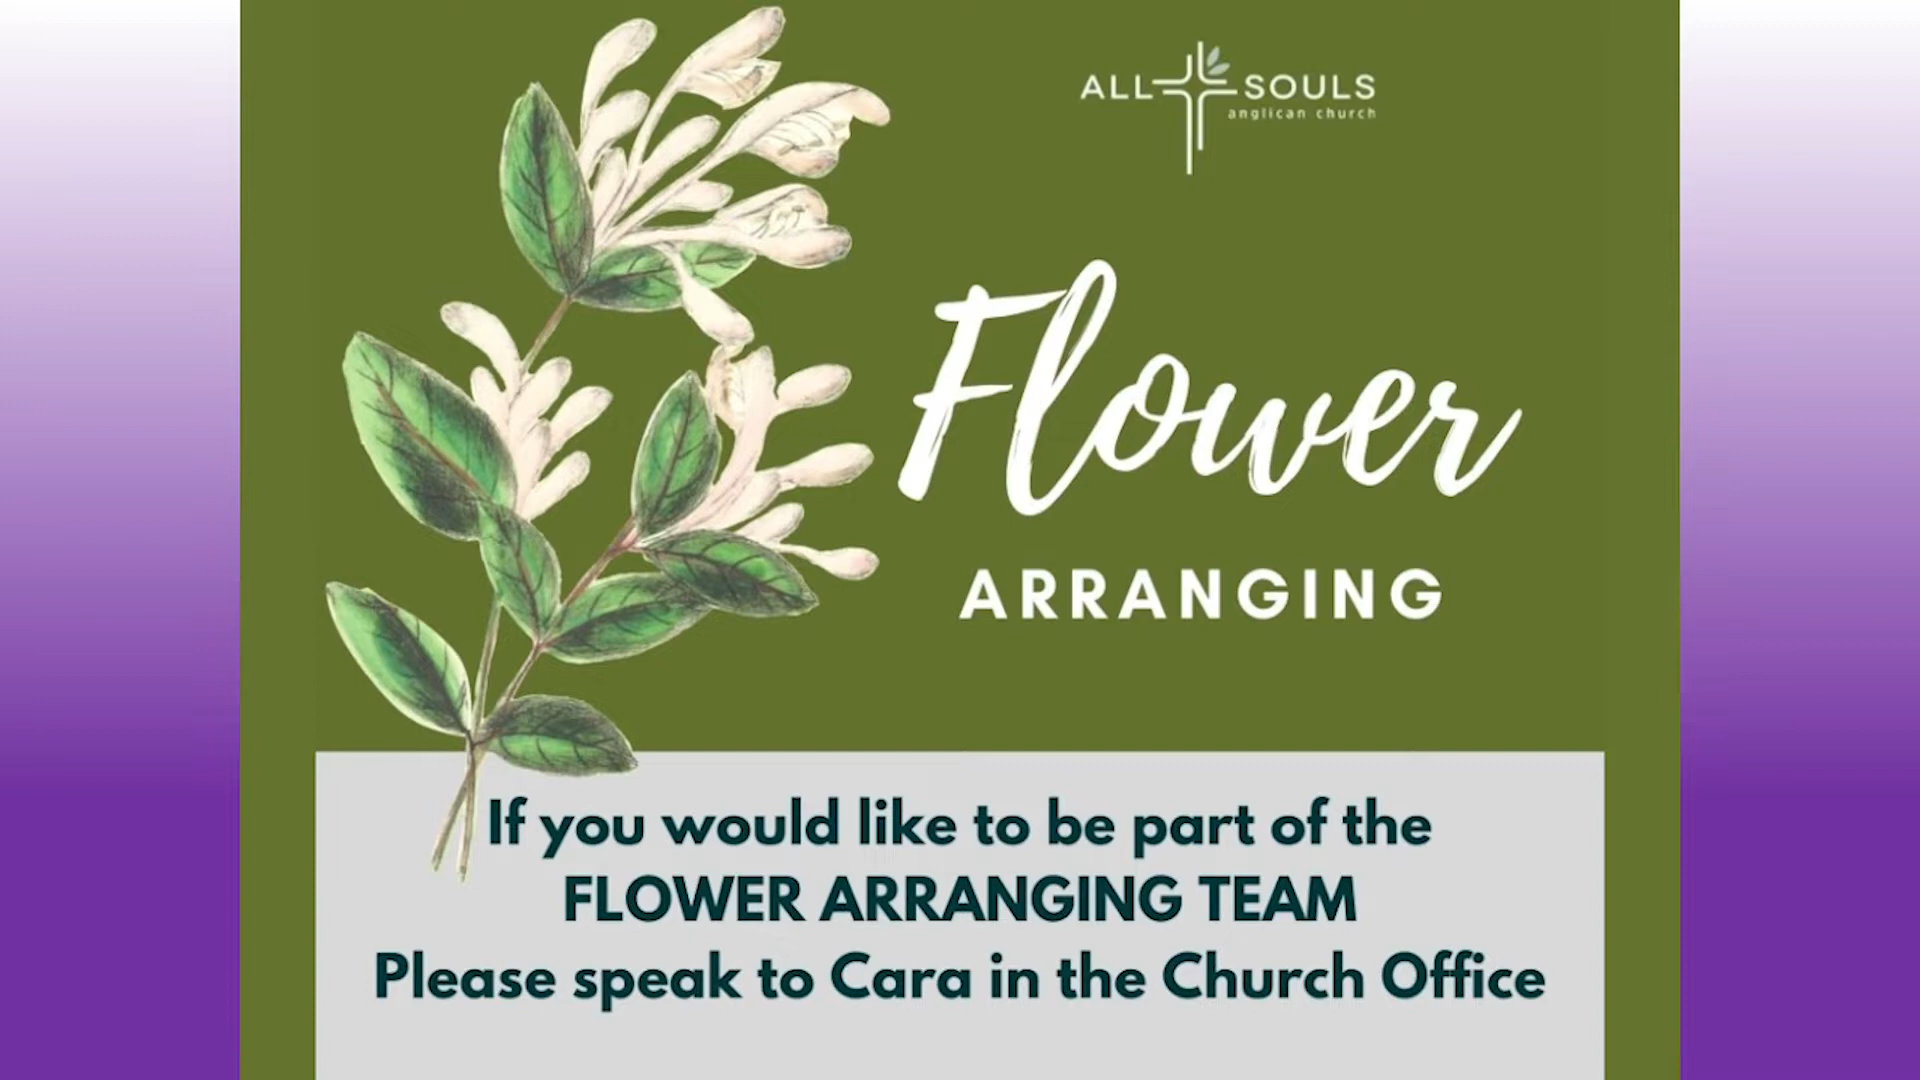 ALL SOULS
anglican church
Flower
ARRANGING
If you would like to be part of the
FLOWER ARRANGING TEAM
Please speak to Cara in the Church Office